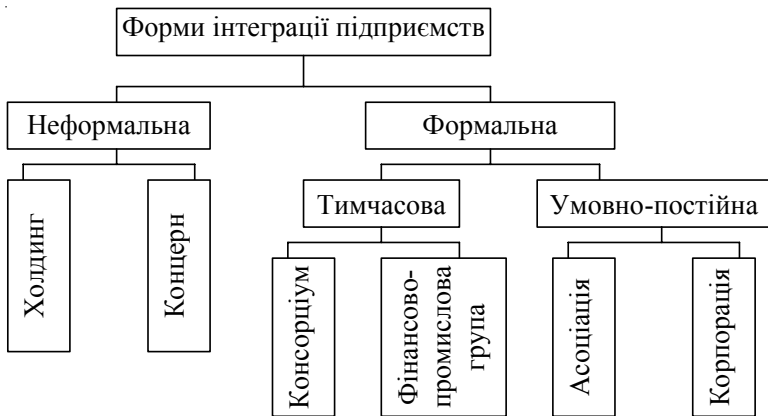 Форми інтеграції підприємств
Неформальна
Формальна
Тимчасова
Умовно-постійна
Холдинг
Концерн
Консорціум
Фінансово-
промислова
група
Асоціація
Корпорація